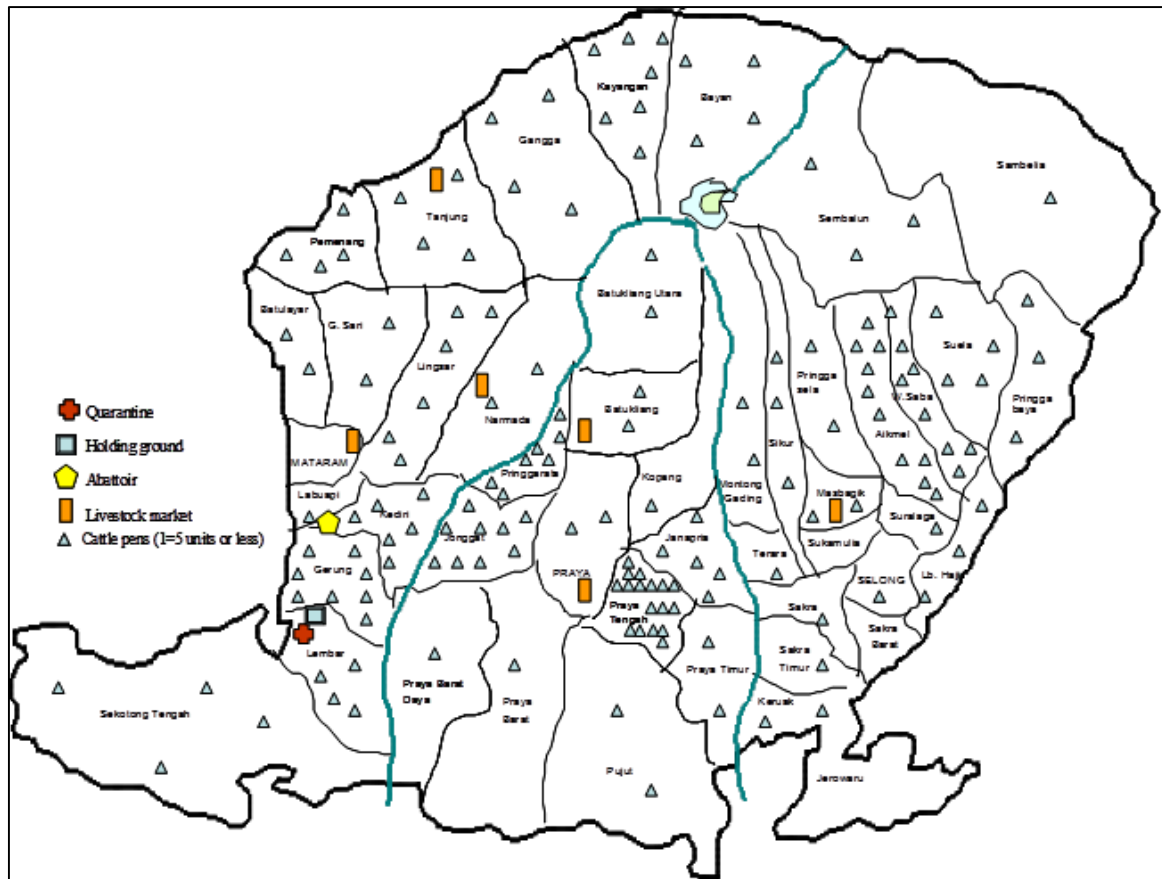 Kayangan
Bayan
Gangga
Sambelia
Tanjung
Sembalun
Pemenang
Batukliang Utara
Batulayar
G. Sari
Suela
Lingsar
Pringga
sela
W.Saba
Pringga
baya
Quarantine
Narmada
Batukliang
Aikmel
Holding ground
Sikur
MATARAM
Pringgarata
Kopang
Abattoir
Labuapi
Montong
Gading
Masbagik
Livestock market
Kediri
Suralaga
Cattle pens (1=5 units or less)
Jonggat
Janapria
Sukamulia
Terara
Gerung
PRAYA
SELONG
Lb. Haji
Praya
Tengah
Sakra
Sakra
Barat
Lembar
Sakra
Timur
Praya Barat
Daya
Praya
Barat
Praya Timur
Keruak
Sekotong Tengah
Pujut
Jerowaru